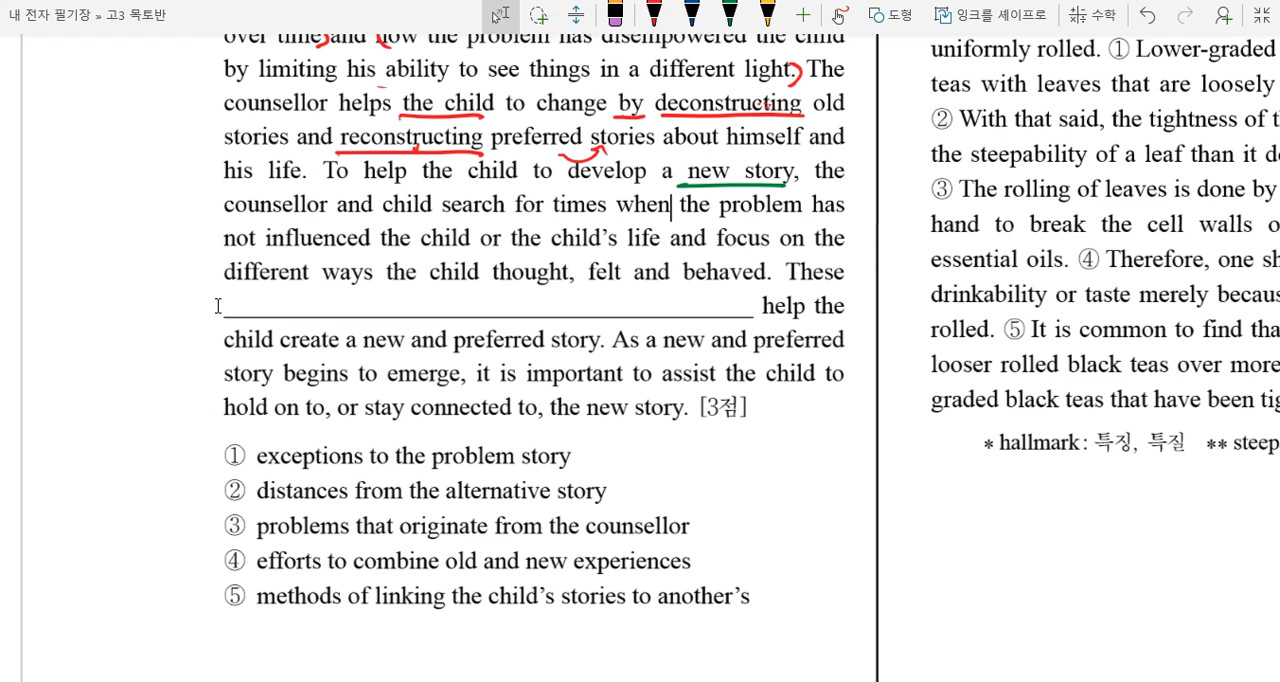 내 전자 필기장 » 고3 목토반
도형
잉크를 셰이프로
수학
over time, and how the problem has disempowered the child
by limiting his ability to see things in a different light. The
counsellor helps the child to change by deconstructing old
stories and reconstructing preferred stories about himself and
his life. To help the child to develop a new story, the
counsellor and child search for times when the problem has
not influenced the child or the child's life and focus on the
different ways the child thought, felt and behaved. These
help the
child create a new and preferred story. As a new and preferred
story begins to emerge, it is important to assist the child to
hold on to, or stay connected to, the new story. [3점]
① exceptions to the problem story
② distances from the alternative story
③ problems that originate from the counsellor
④ efforts to combine old and new experiences
⑤ methods of linking the child's stories to another's
uniformly rolled. ① Lower-graded
teas with leaves that are loosely
② With that said, the tightness of
the steepability of a leaf than it
③ The rolling of leaves is done by
hand to break the cell walls
essential oils. ④ Therefore, one
drinkability or taste merely
rolled. ⑤ It is common to find
looser rolled black teas over more
graded black teas that have been
* hallmark: 특징, 특질 ** steep